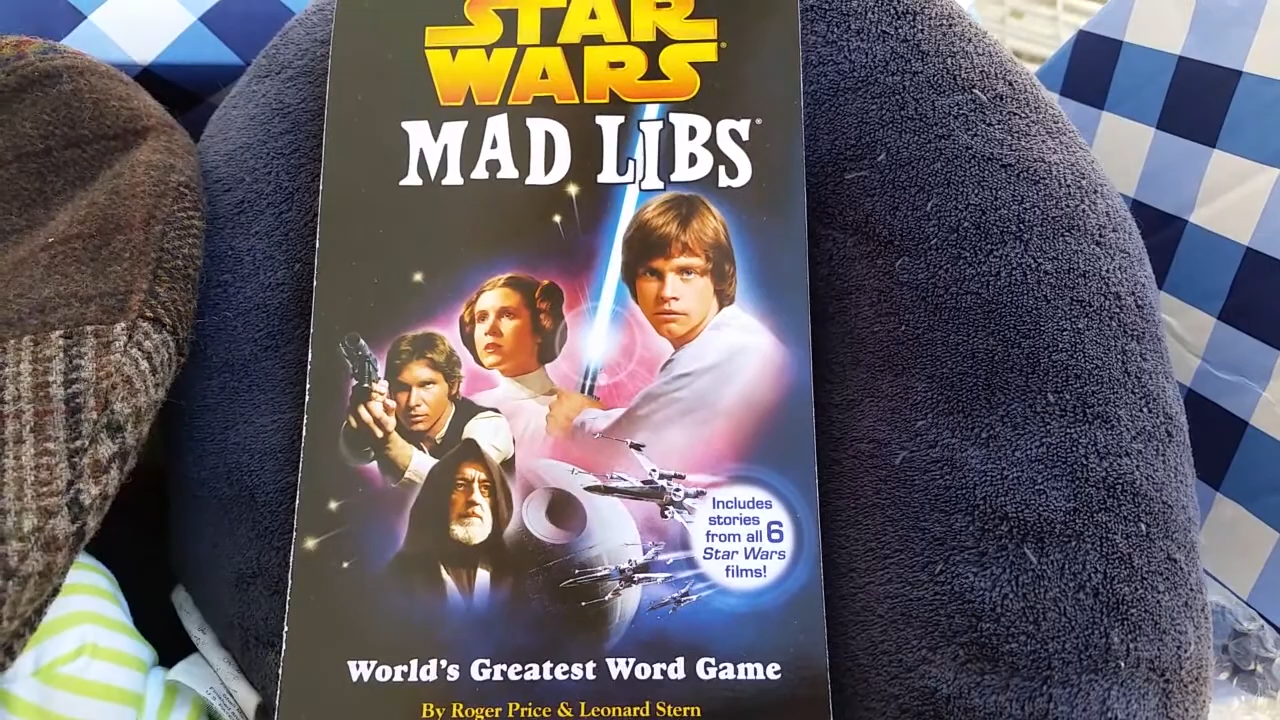 STAR
WARS®
MAD LIBS®
Includes
stories
from all 6
Star Wars
films!
World's Greatest Word Game
By Roger Price & Leonard Stern